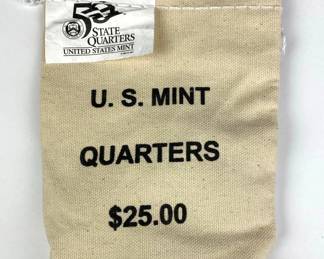 50
STATE
QUARTERS
UNITED STATES MINT
U. S. MINT
QUARTERS
$25.00